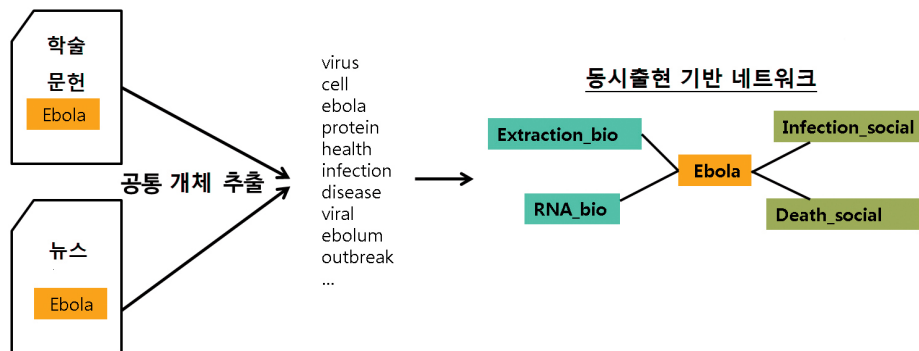 학술
문헌
Ebola
공통 개체 추출
뉴스
Ebola
virus
cell
ebola
protein
health
infection
disease
viral
ebolum
outbreak
...
동시출현 기반 네트워크
Extraction_bio
RNA_bio
Ebola
Infection_social
Death_social